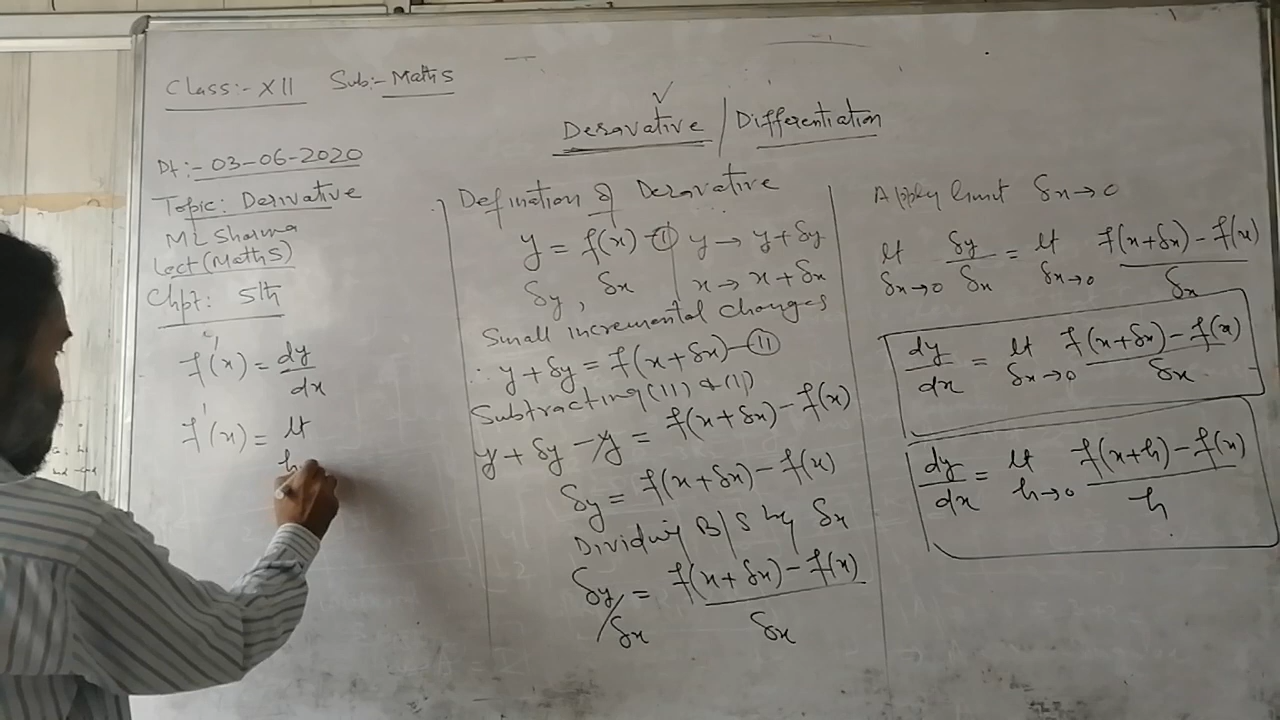 Class:- XII Sub:- Maths
Deravative / Differentiation
Dt:- 03-06-2020
Topic: Derivative
ML Sharma
Lect (Maths)
Chpt: 5th
f'(x) = dy/dx
f'(x) = lt
h
Defination of Deravative
y = f(x) - (I) y → y + δy
δy, δx x → x + δx
Small incremental changes
∴ y + δy = f(x + δx) - (II)
Subtracting (II) & (I)
y + δy - y = f(x + δx) - f(x)
δy = f(x + δx) - f(x)
Dividing B/S by δx
δy/δx = f(x + δx) - f(x) / δx
Apply limit δx → 0
lt δx→0 δy/δx = lt δx→0 f(x + δx) - f(x) / δx
dy/dx = lt δx→0 f(x + δx) - f(x) / δx
dy/dx = lt h→0 f(x + h) - f(x) / h